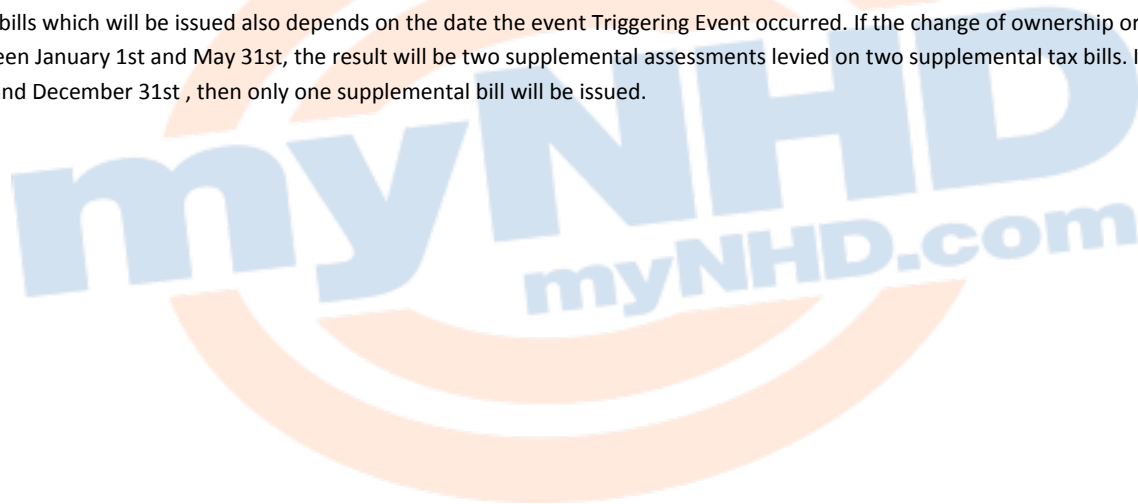 bills which will be issued also depends on the date the event Triggering Event occurred. If the change of ownership or
een January 1st and May 31st, the result will be two supplemental assessments levied on two supplemental tax bills. I
nd December 31st , then only one supplemental bill will be issued.
myNHD
myNHD.com